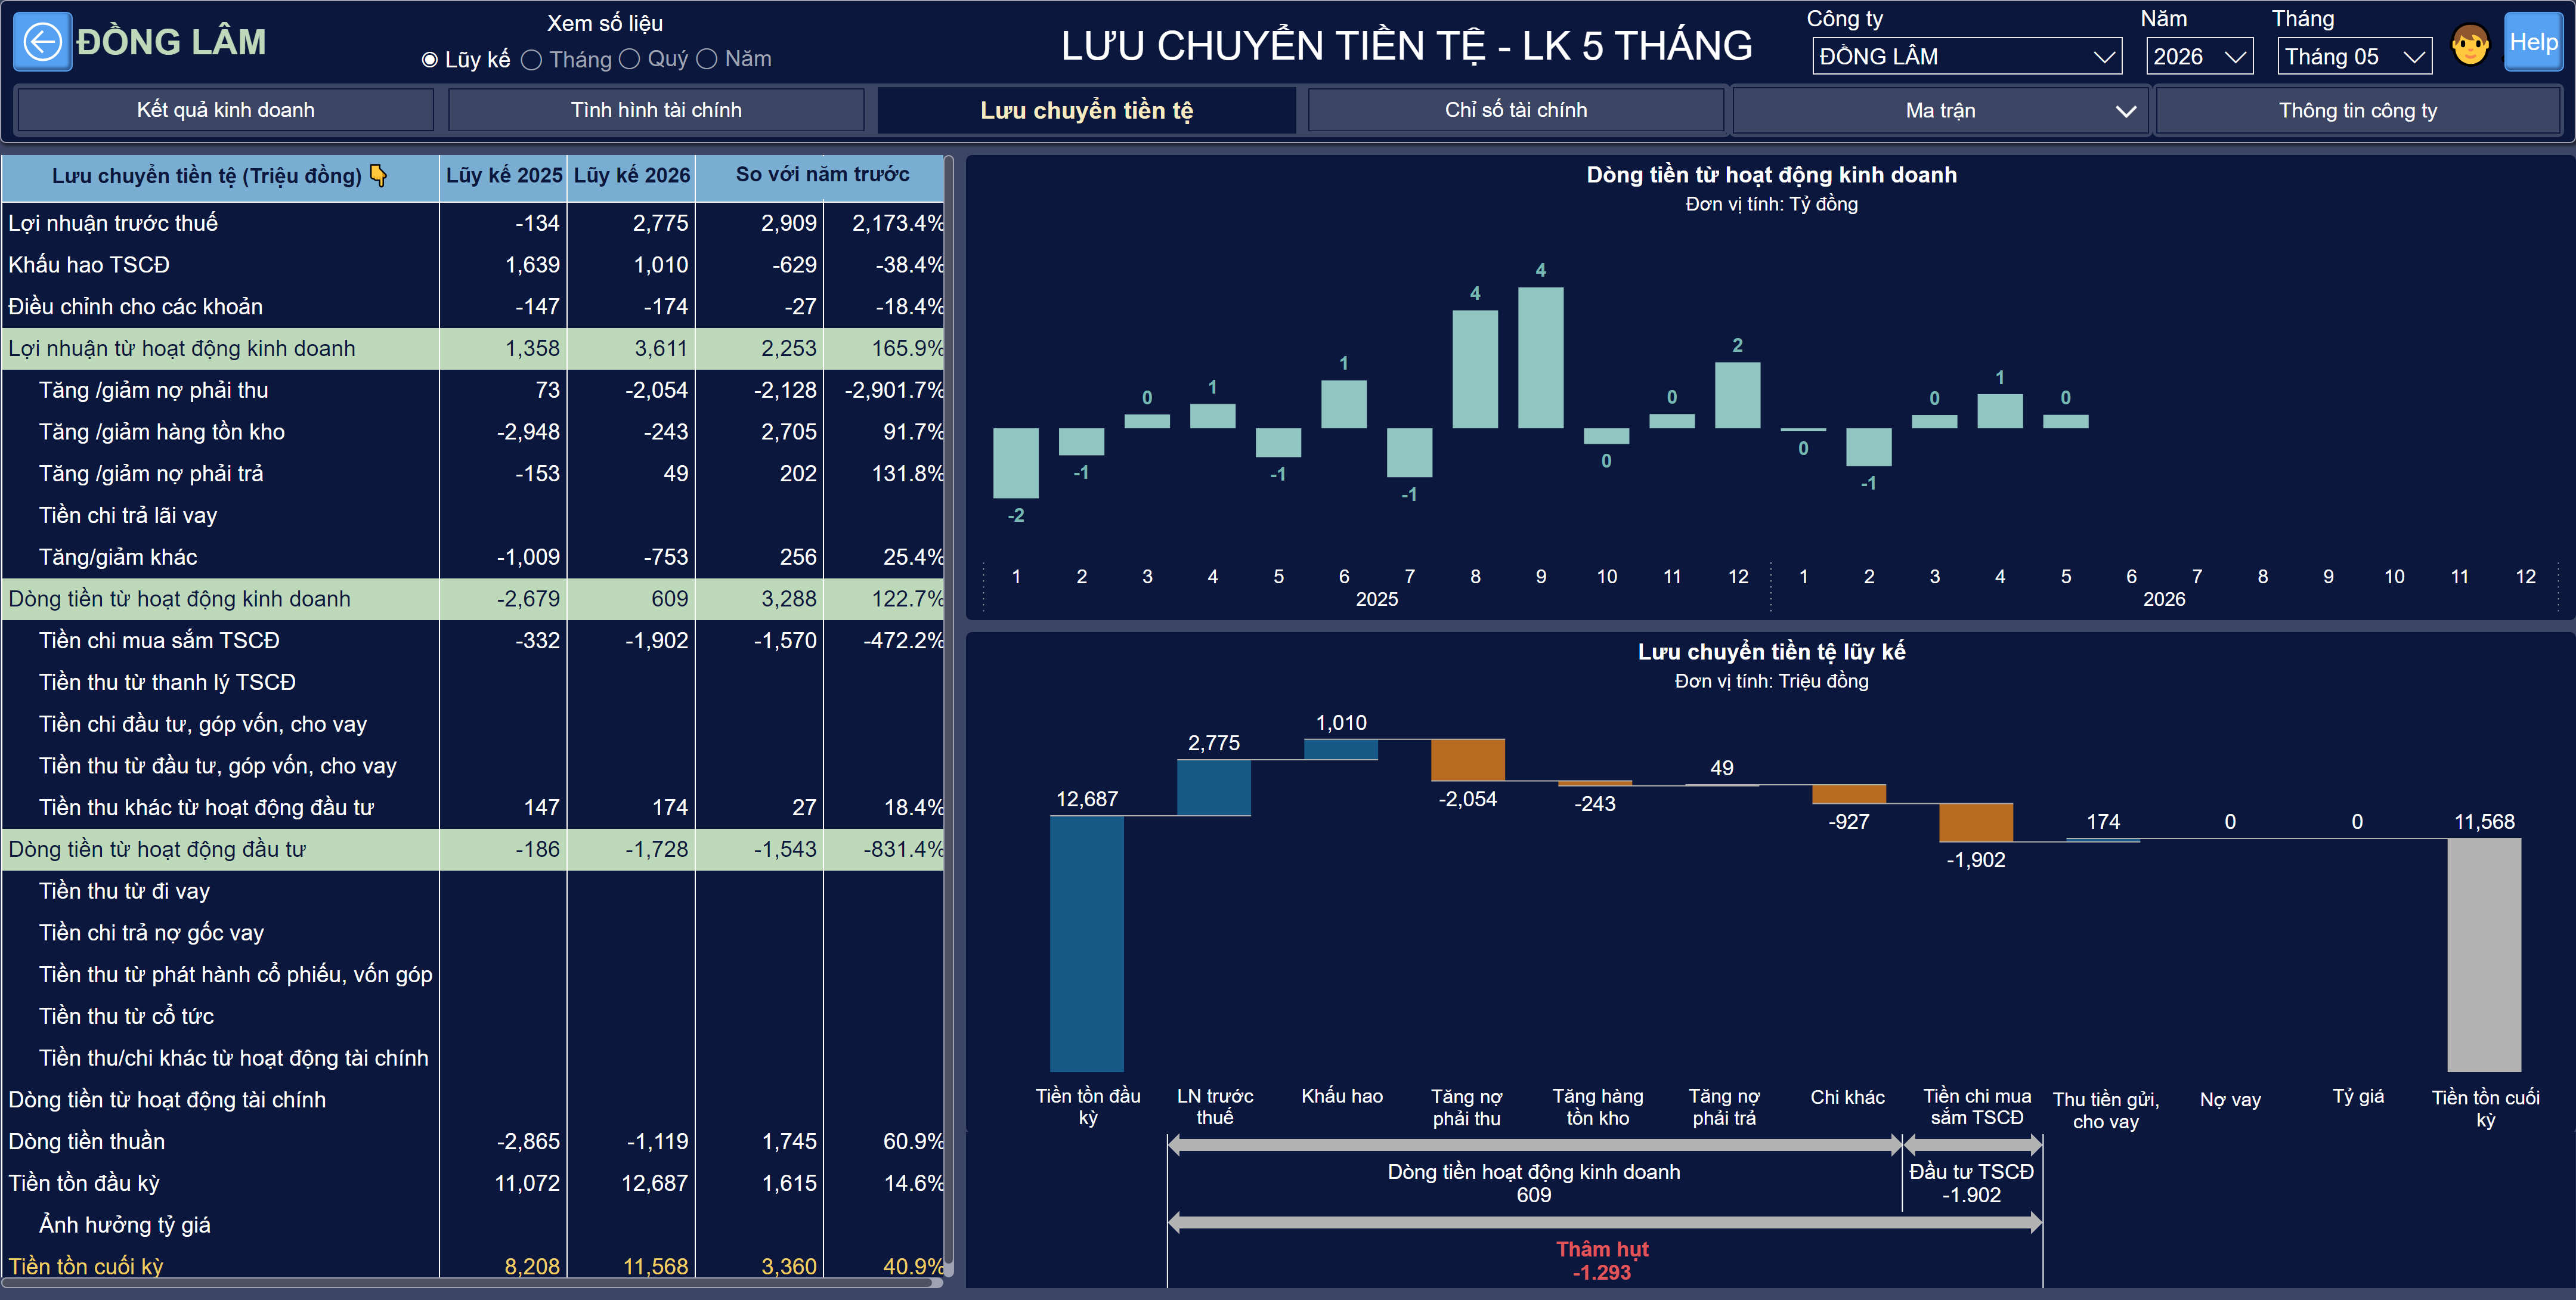 ĐỒNG LÂM
Xem số liệu
Lũy kế Tháng Quý Năm
LƯU CHUYỂN TIỀN TỆ - LK 5 THÁNG
Công ty
ĐỒNG LÂM
Năm
2026
Tháng
Tháng 05
Help
Kết quả kinh doanh
Tình hình tài chính
Lưu chuyển tiền tệ
Chỉ số tài chính
Ma trận
Thông tin công ty
Lưu chuyển tiền tệ (Triệu đồng) Lũy kế 2025 Lũy kế 2026 So với năm trước
Lợi nhuận trước thuế -134 2,775 2,909 2,173.4%
Khấu hao TSCĐ 1,639 1,010 -629 -38.4%
Điều chỉnh cho các khoản -147 -174 -27 -18.4%
Lợi nhuận từ hoạt động kinh doanh 1,358 3,611 2,253 165.9%
Tăng /giảm nợ phải thu 73 -2,054 -2,128 -2,901.7%
Tăng /giảm hàng tồn kho -2,948 -243 2,705 91.7%
Tăng /giảm nợ phải trả -153 49 202 131.8%
Tiền chi trả lãi vay
Tăng/giảm khác -1,009 -753 256 25.4%
Dòng tiền từ hoạt động kinh doanh -2,679 609 3,288 122.7%
Tiền chi mua sắm TSCĐ -332 -1,902 -1,570 -472.2%
Tiền thu từ thanh lý TSCĐ
Tiền chi đầu tư, góp vốn, cho vay
Tiền thu từ đầu tư, góp vốn, cho vay
Tiền thu khác từ hoạt động đầu tư 147 174 27 18.4%
Dòng tiền từ hoạt động đầu tư -186 -1,728 -1,543 -831.4%
Tiền thu từ đi vay
Tiền chi trả nợ gốc vay
Tiền thu từ phát hành cổ phiếu, vốn góp
Tiền thu từ cổ tức
Tiền thu/chi khác từ hoạt động tài chính
Dòng tiền từ hoạt động tài chính
Dòng tiền thuần -2,865 -1,119 1,745 60.9%
Tiền tồn đầu kỳ 11,072 12,687 1,615 14.6%
Ảnh hưởng tỷ giá
Tiền tồn cuối kỳ 8,208 11,568 3,360 40.9%
Dòng tiền từ hoạt động kinh doanh
Đơn vị tính: Tỷ đồng
-2 -1 0 1 -1 1 -1 4 4 0 0 2 0 -1 0 1 0
1 2 3 4 5 6 7 8 9 10 11 12 1 2 3 4 5 6 7 8 9 10 11 12
2025 2026
Lưu chuyển tiền tệ lũy kế
Đơn vị tính: Triệu đồng
12,687 2,775 1,010 -2,054 -243 49 -927 -1,902 174 0 0 11,568
Tiền tồn đầu kỳ
LN trước thuế
Khấu hao
Tăng nợ phải thu
Tăng hàng tồn kho
Tăng nợ phải trả
Chi khác
Tiền chi mua sắm TSCĐ
Thu tiền gửi, cho vay
Nợ vay
Tỷ giá
Tiền tồn cuối kỳ
Dòng tiền hoạt động kinh doanh
609
Đầu tư TSCĐ
-1.902
Thâm hụt
-1.293